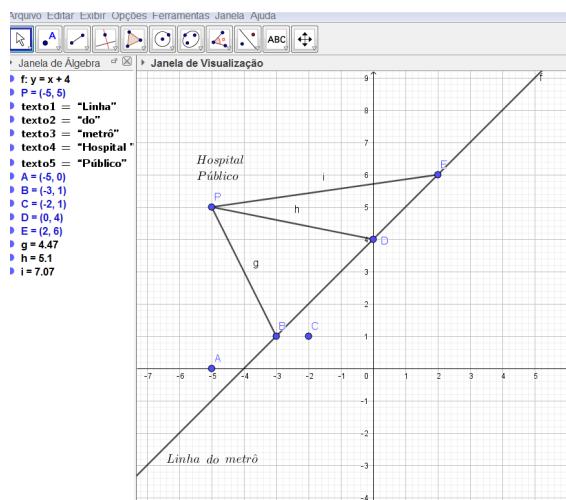 Arquivo Editar Exibir Opções Ferramentas Janela Ajuda
A
ABC
Janela de Álgebra
Janela de Visualização
f: y = x + 4
P = (-5, 5)
texto1 = "Linha"
texto2 = "do"
texto3 = "metrô"
texto4 = "Hospital "
texto5 = "Público"
A = (-5, 0)
B = (-3, 1)
C = (-2, 1)
D = (0, 4)
E = (2, 6)
g = 4.47
h = 5.1
i = 7.07
9
f
8
7
Hospital
Público
E
6
i
P
5
h
4
D
g
3
2
B
C
1
A
-7 -6 -5 -4 -3 -2 -1 0 1 2 3 4 5
-1
-2
Linha do metrô
-3
-4